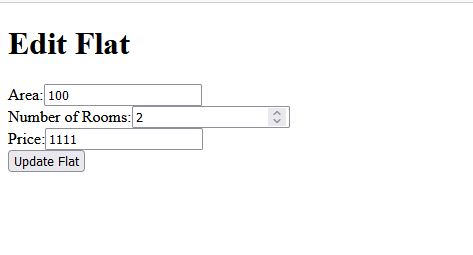 Edit Flat
Area: 100
Number of Rooms: 2
Price: 1111
Update Flat